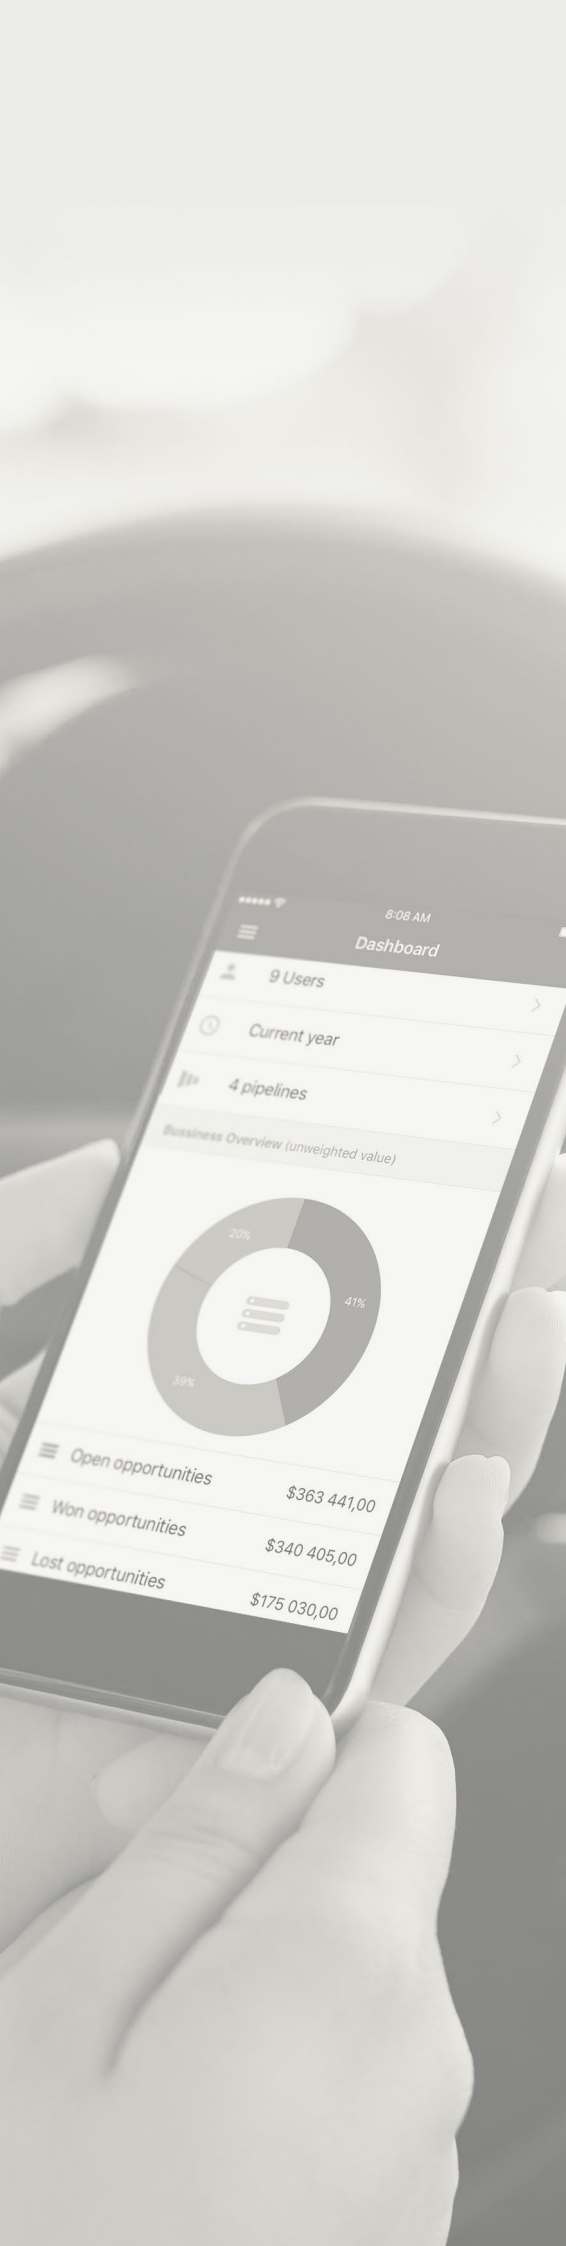 8:08 AM
Dashboard
9 Users
Current year
4 pipelines
Bussiness Overview (unweighted value)
20%
41%
39%
Open opportunities $363 441,00
Won opportunities $340 405,00
Lost opportunities $175 030,00